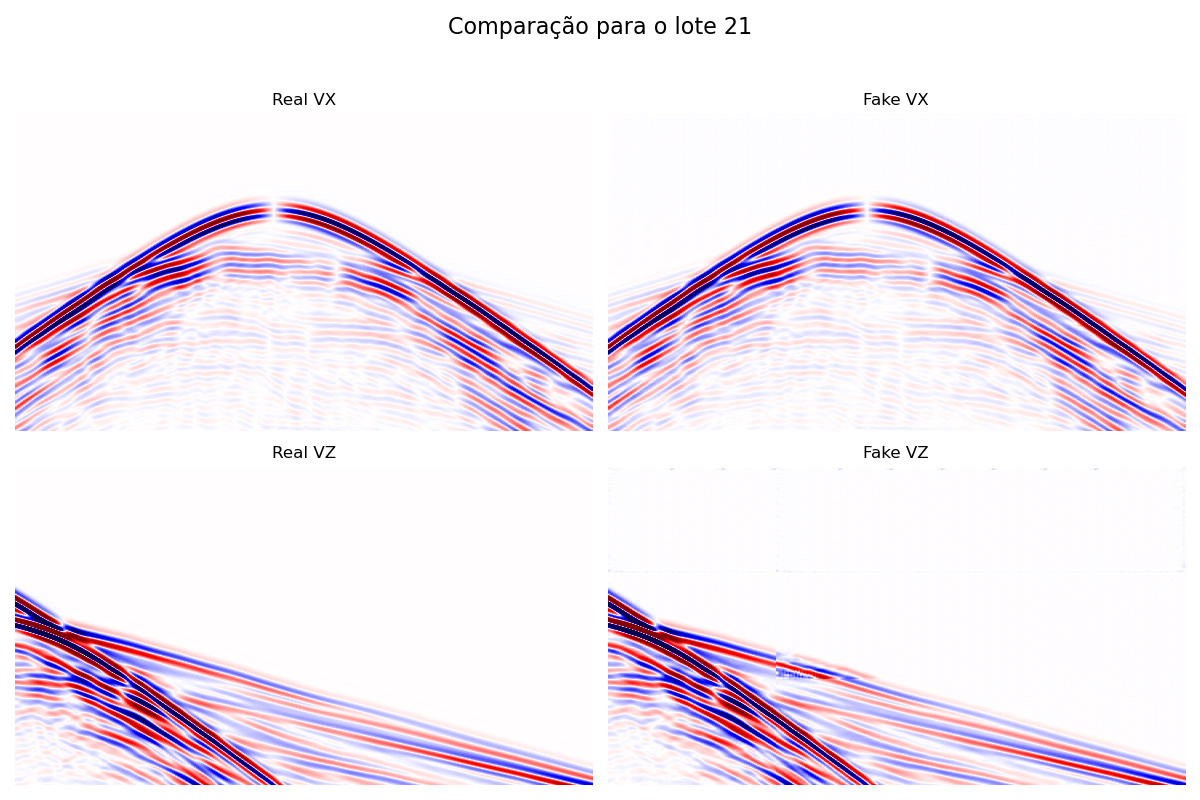 Comparação para o lote 21
Real VX
Fake VX
Real VZ
Fake VZ